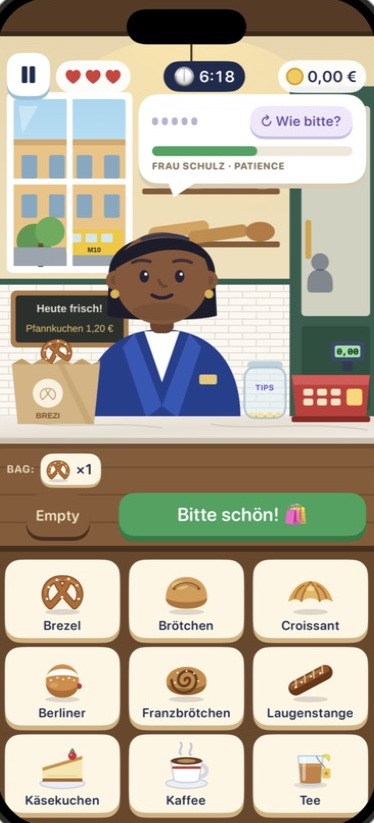 6:18
0,00 €
Wie bitte?
FRAU SCHULZ · PATIENCE
M10
Heute frisch!
Pfannkuchen 1,20 €
0,00
TIPS
BREZI
BAG:
×1
Empty
Bitte schön!
Brezel
Brötchen
Croissant
Berliner
Franzbrötchen
Laugenstange
Käsekuchen
Kaffee
Tee